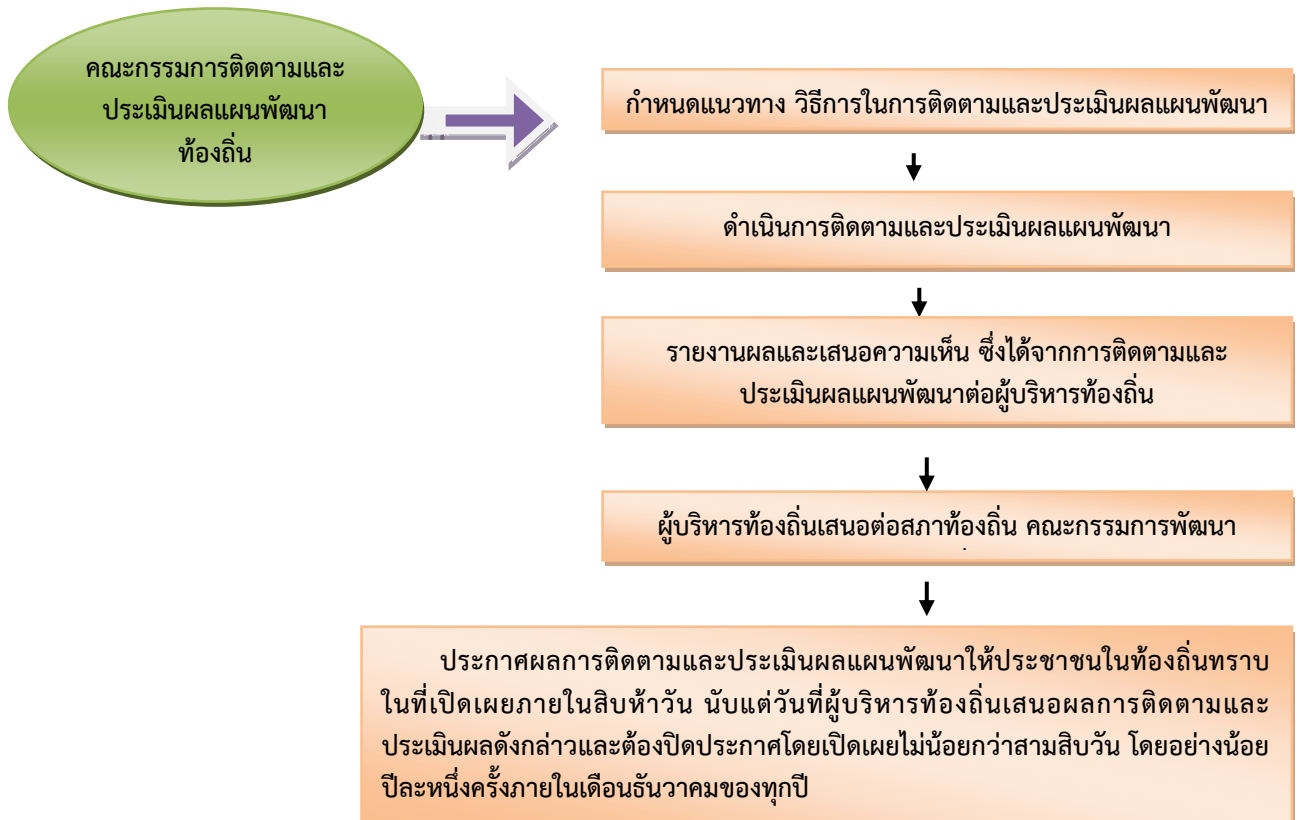 คณะกรรมการติดตามและ
ประเมินผลแผนพัฒนา
ท้องถิ่น
กำหนดแนวทาง วิธีการในการติดตามและประเมินผลแผนพัฒนา
ดำเนินการติดตามและประเมินผลแผนพัฒนา
รายงานผลและเสนอความเห็น ซึ่งได้จากการติดตามและ
ประเมินผลแผนพัฒนาต่อผู้บริหารท้องถิ่น
ผู้บริหารท้องถิ่นเสนอต่อสภาท้องถิ่น คณะกรรมการพัฒนา
ประกาศผลการติดตามและประเมินผลแผนพัฒนาให้ประชาชนในท้องถิ่นทราบ
ในที่เปิดเผยภายในสิบห้าวัน นับแต่วันที่ผู้บริหารท้องถิ่นเสนอผลการติดตามและ
ประเมินผลดังกล่าวและต้องปิดประกาศโดยเปิดเผยไม่น้อยกว่าสามสิบวัน โดยอย่างน้อย
ปีละหนึ่งครั้งภายในเดือนธันวาคมของทุกปี